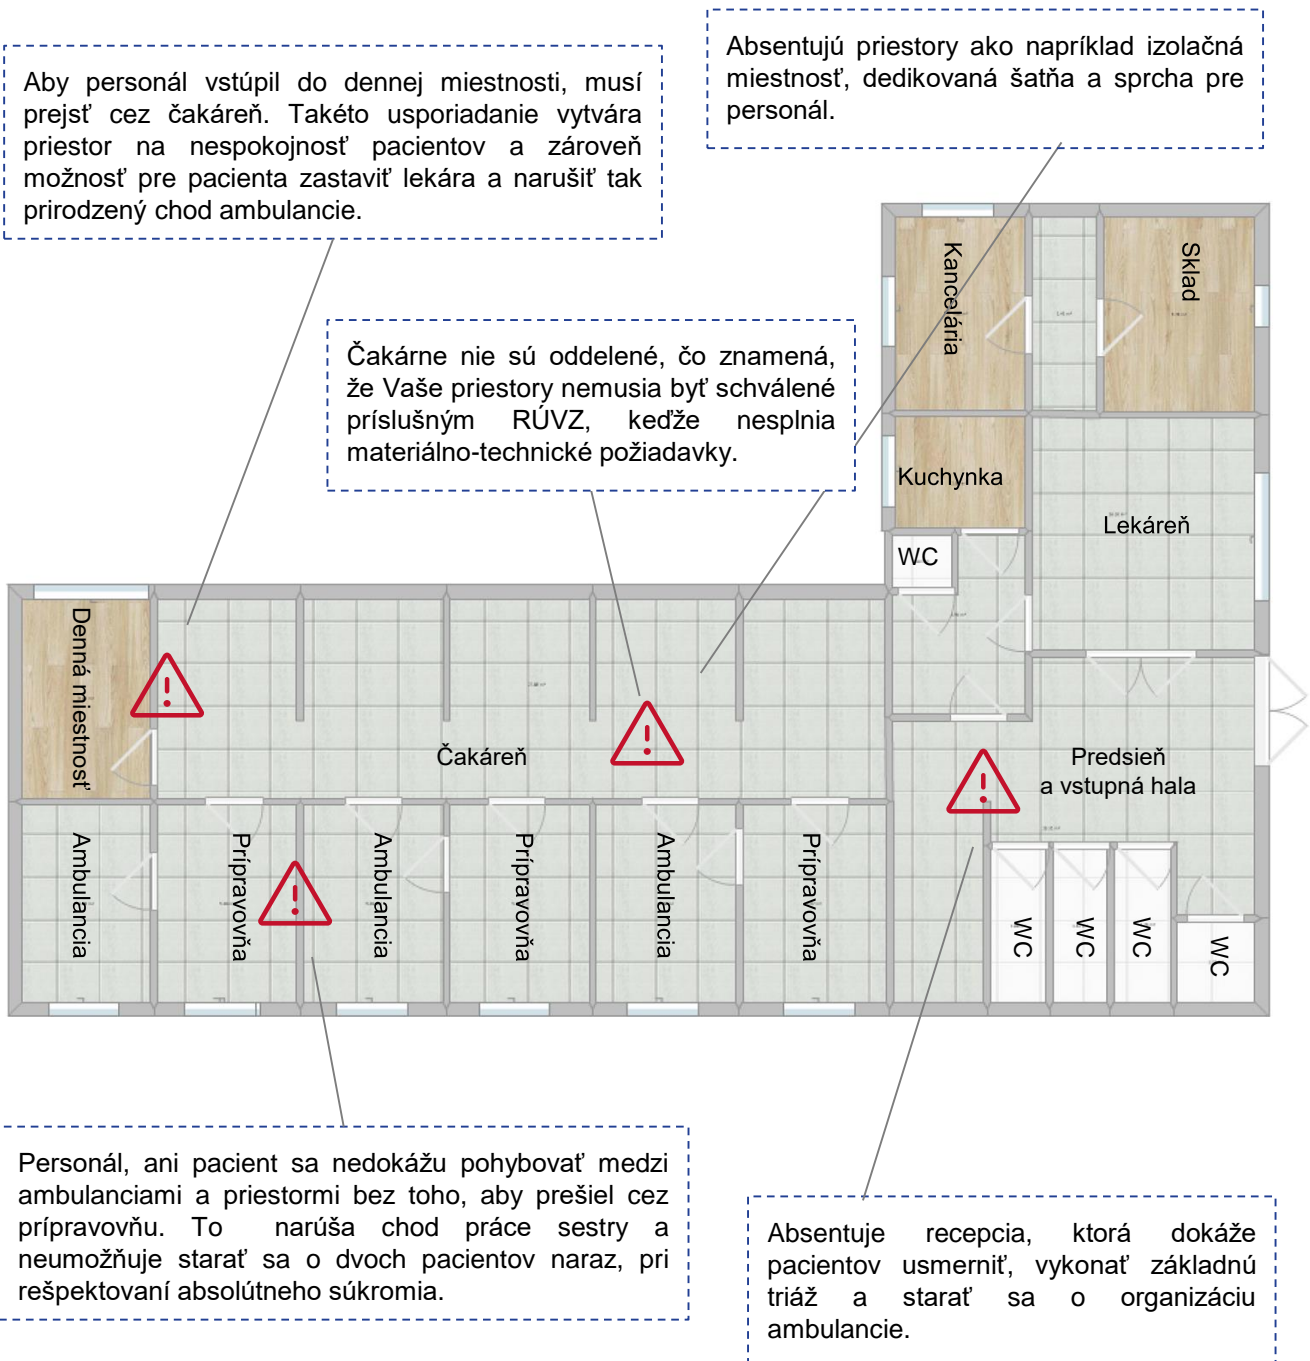 Absentujú priestory ako napríklad izolačná
miestnosť, dedikovaná šatňa a sprcha pre
personál.
Aby personál vstúpil do dennej miestnosti, musí
prejsť cez čakáreň. Takéto usporiadanie vytvára
priestor na nespokojnosť pacientov a zároveň
možnosť pre pacienta zastaviť lekára a narušiť tak
prirodzený chod ambulancie.
Čakárne nie sú oddelené, čo znamená,
že Vaše priestory nemusia byť schválené
príslušným RÚVZ, keďže nesplnia
materiálno-technické požiadavky.
Kancelária
Sklad
Kuchynka
Lekáreň
WC
Denná miestnosť
Čakáreň
Predsieň
a vstupná hala
Ambulancia
Prípravovňa
Ambulancia
Prípravovňa
Ambulancia
Prípravovňa
WC
WC
WC
WC
Personál, ani pacient sa nedokážu pohybovať medzi
ambulanciami a priestormi bez toho, aby prešiel cez
prípravovňu. To narúša chod práce sestry a
neumožňuje starať sa o dvoch pacientov naraz, pri
rešpektovaní absolútneho súkromia.
Absentuje recepcia, ktorá dokáže
pacientov usmerniť, vykonať základnú
triáž a starať sa o organizáciu
ambulancie.